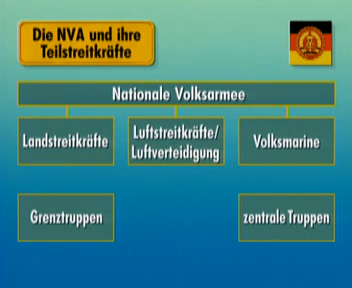 Die NVA und ihre
Teilstreitkräfte
Nationale Volksarmee
Landstreitkräfte
Luftstreitkräfte/
Luftverteidigung
Volksmarine
Grenztruppen
zentrale Truppen